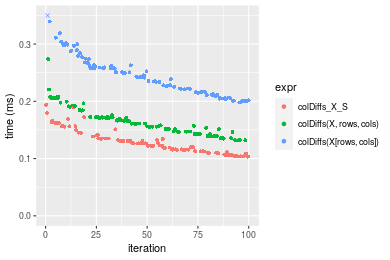 time (ms)
0.3
0.2
0.1
0.0
0
25
50
75
100
iteration
expr
colDiffs_X_S
colDiffs(X, rows, cols)
colDiffs(X[rows, cols])